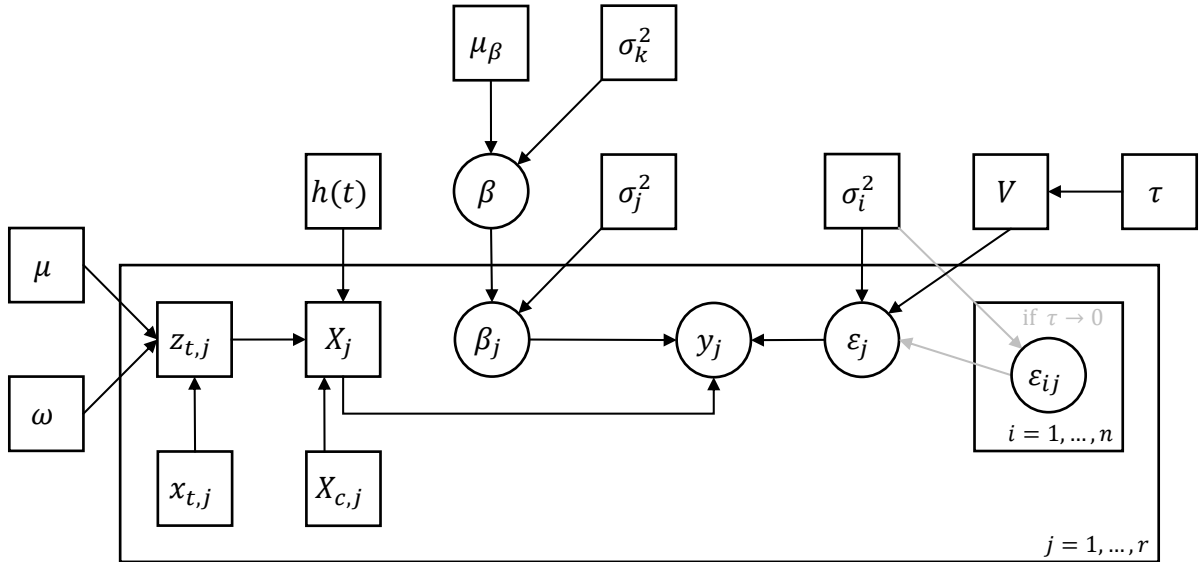 μ_β
σ_k^2
h(t)
β
σ_j^2
σ_i^2
V
τ
μ
z_{t,j}
X_j
β_j
y_j
ε_j
if τ → 0
ε_{ij}
i = 1, …, n
ω
x_{t,j}
X_{c,j}
j = 1, …, r